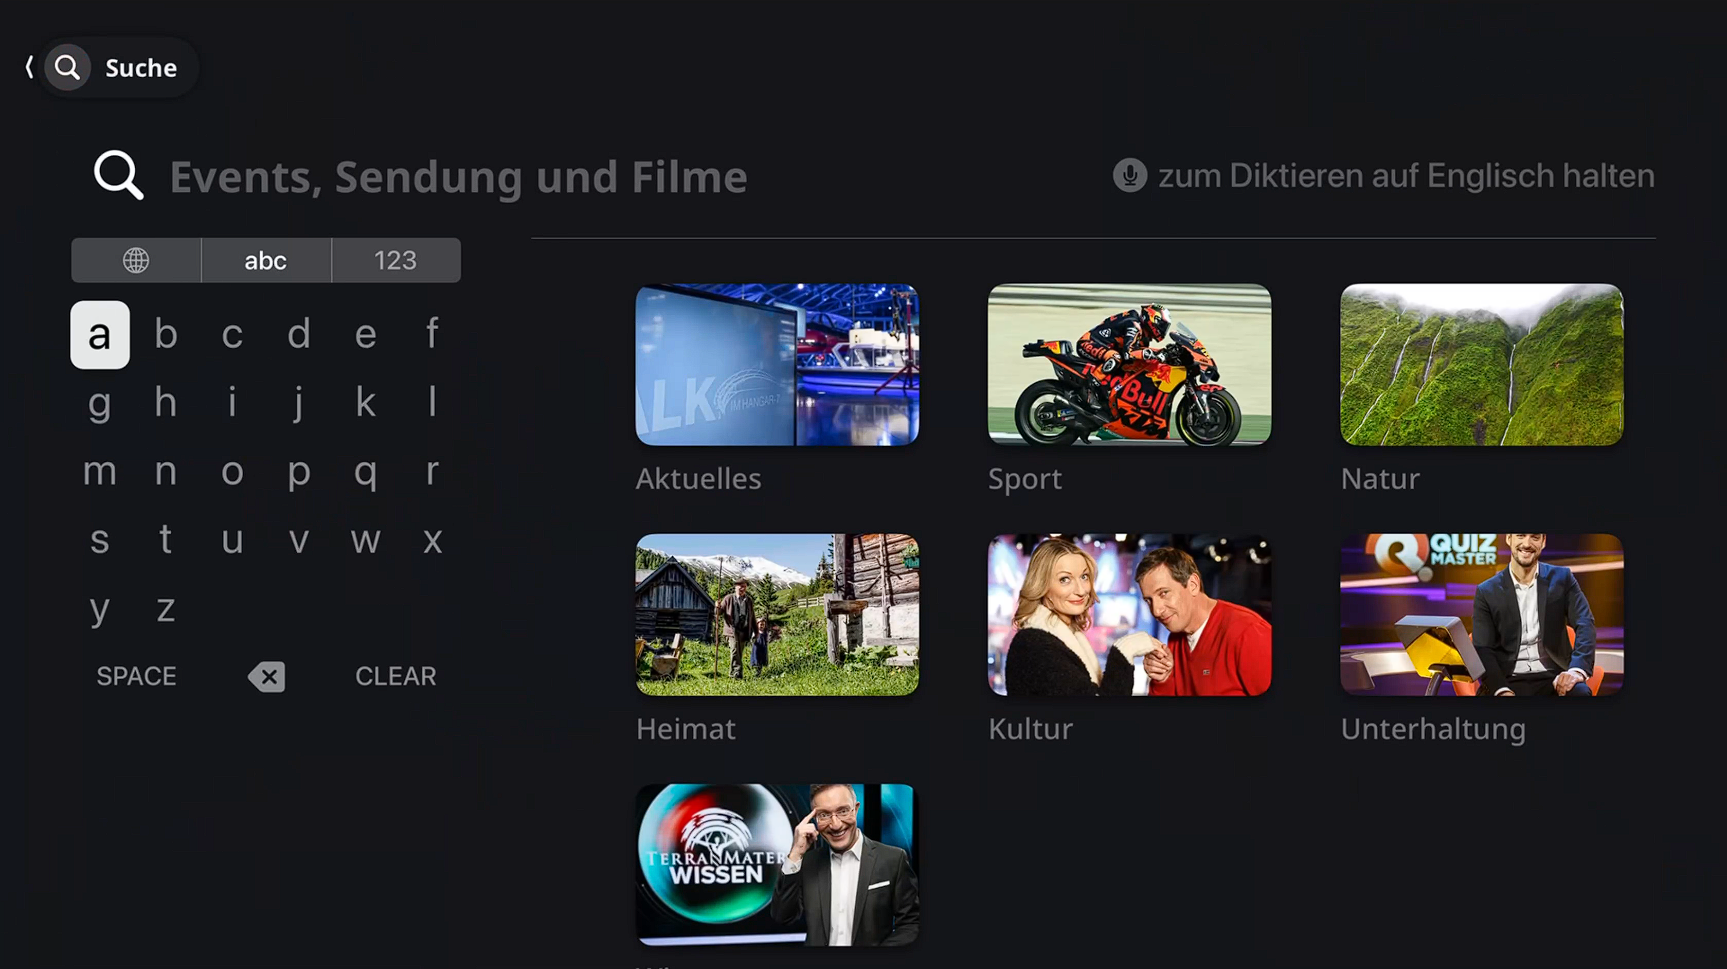 Suche
Events, Sendung und Filme
zum Diktieren auf Englisch halten
abc
123
a b c d e f
g h i j k l
m n o p q r
s t u v w x
y z
SPACE
CLEAR
ALK
IM HANGAR-7
Red Bull
KTM
QUIZ
MASTER
Aktuelles
Sport
Natur
Heimat
Kultur
Unterhaltung
TERRA MATER
WISSEN